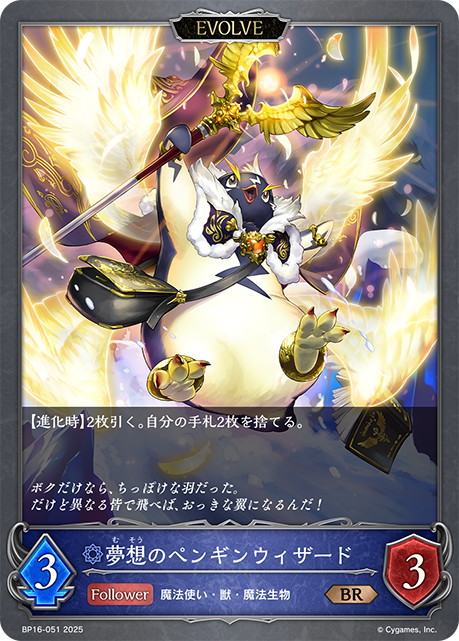 EVOLVE
【進化時】2枚引く。自分の手札2枚を捨てる。
ボクだけなら、ちっぽけな羽だった。
だけど異なる皆で飛べば、おっきな翼になるんだ!
むそう
3 夢想のペンギンウィザード 3
Follower 魔法使い・獣・魔法生物 BR
BP16-051 2025 © Cygames, Inc.